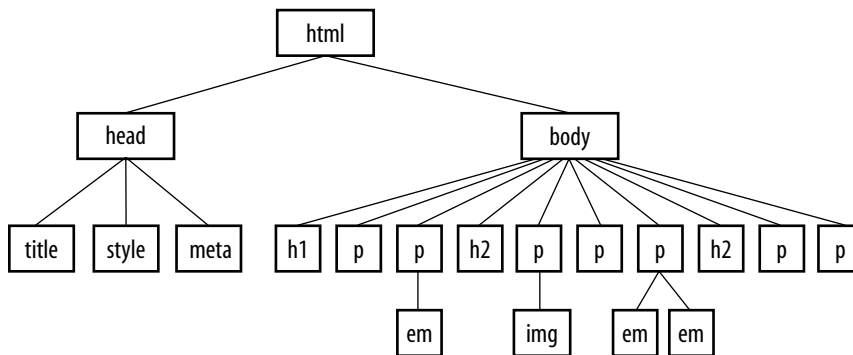 html
head body
title style meta h1 p p h2 p p p h2 p p
em img em em